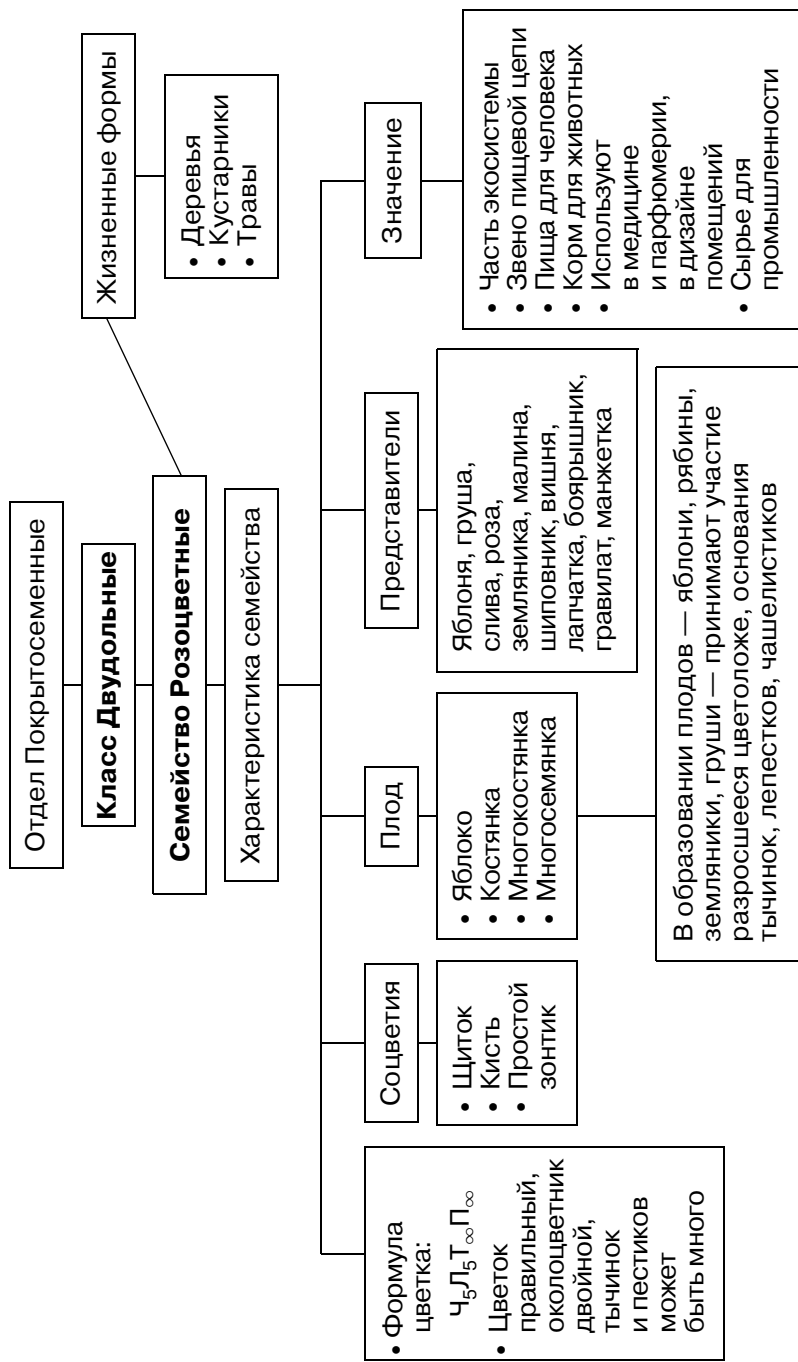 Отдел Покрытосеменные
Класс Двудольные
Семейство Розоцветные
Характеристика семейства
Жизненные формы
• Деревья
• Кустарники
• Травы
• Формула
цветка:
Ч₅Л₅Т∞П∞
• Цветок
правильный,
околоцветник
двойной,
тычинок
и пестиков
может
быть много
Соцветия
• Щиток
• Кисть
• Простой
зонтик
Плод
• Яблоко
• Костянка
• Многокостянка
• Многосемянка
В образовании плодов — яблони, рябины,
земляники, груши — принимают участие
разросшееся цветоложе, основания
тычинок, лепестков, чашелистиков
Представители
Яблоня, груша,
слива, роза,
земляника, малина,
шиповник, вишня,
лапчатка, боярышник,
гравилат, манжетка
Значение
• Часть экосистемы
• Звено пищевой цепи
• Пища для человека
• Корм для животных
• Используют
в медицине
и парфюмерии,
в дизайне
помещений
• Сырье для
промышленности